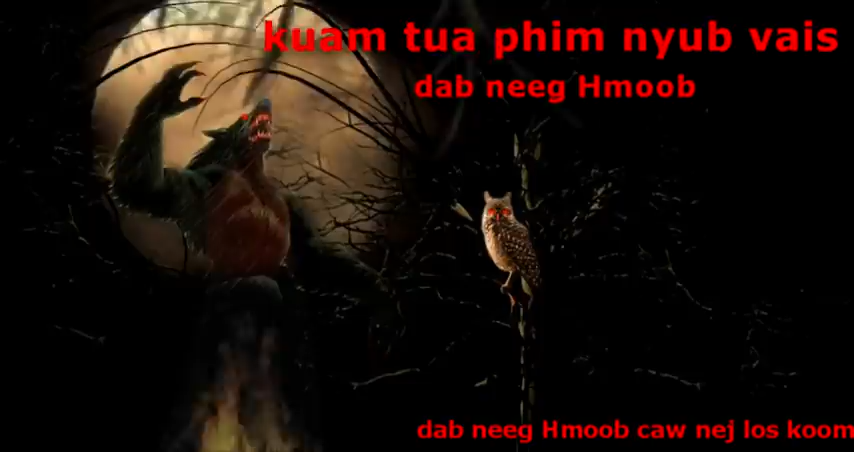 kuam tua phim nyub vais
dab neeg Hmoob
dab neeg Hmoob caw nej los koom